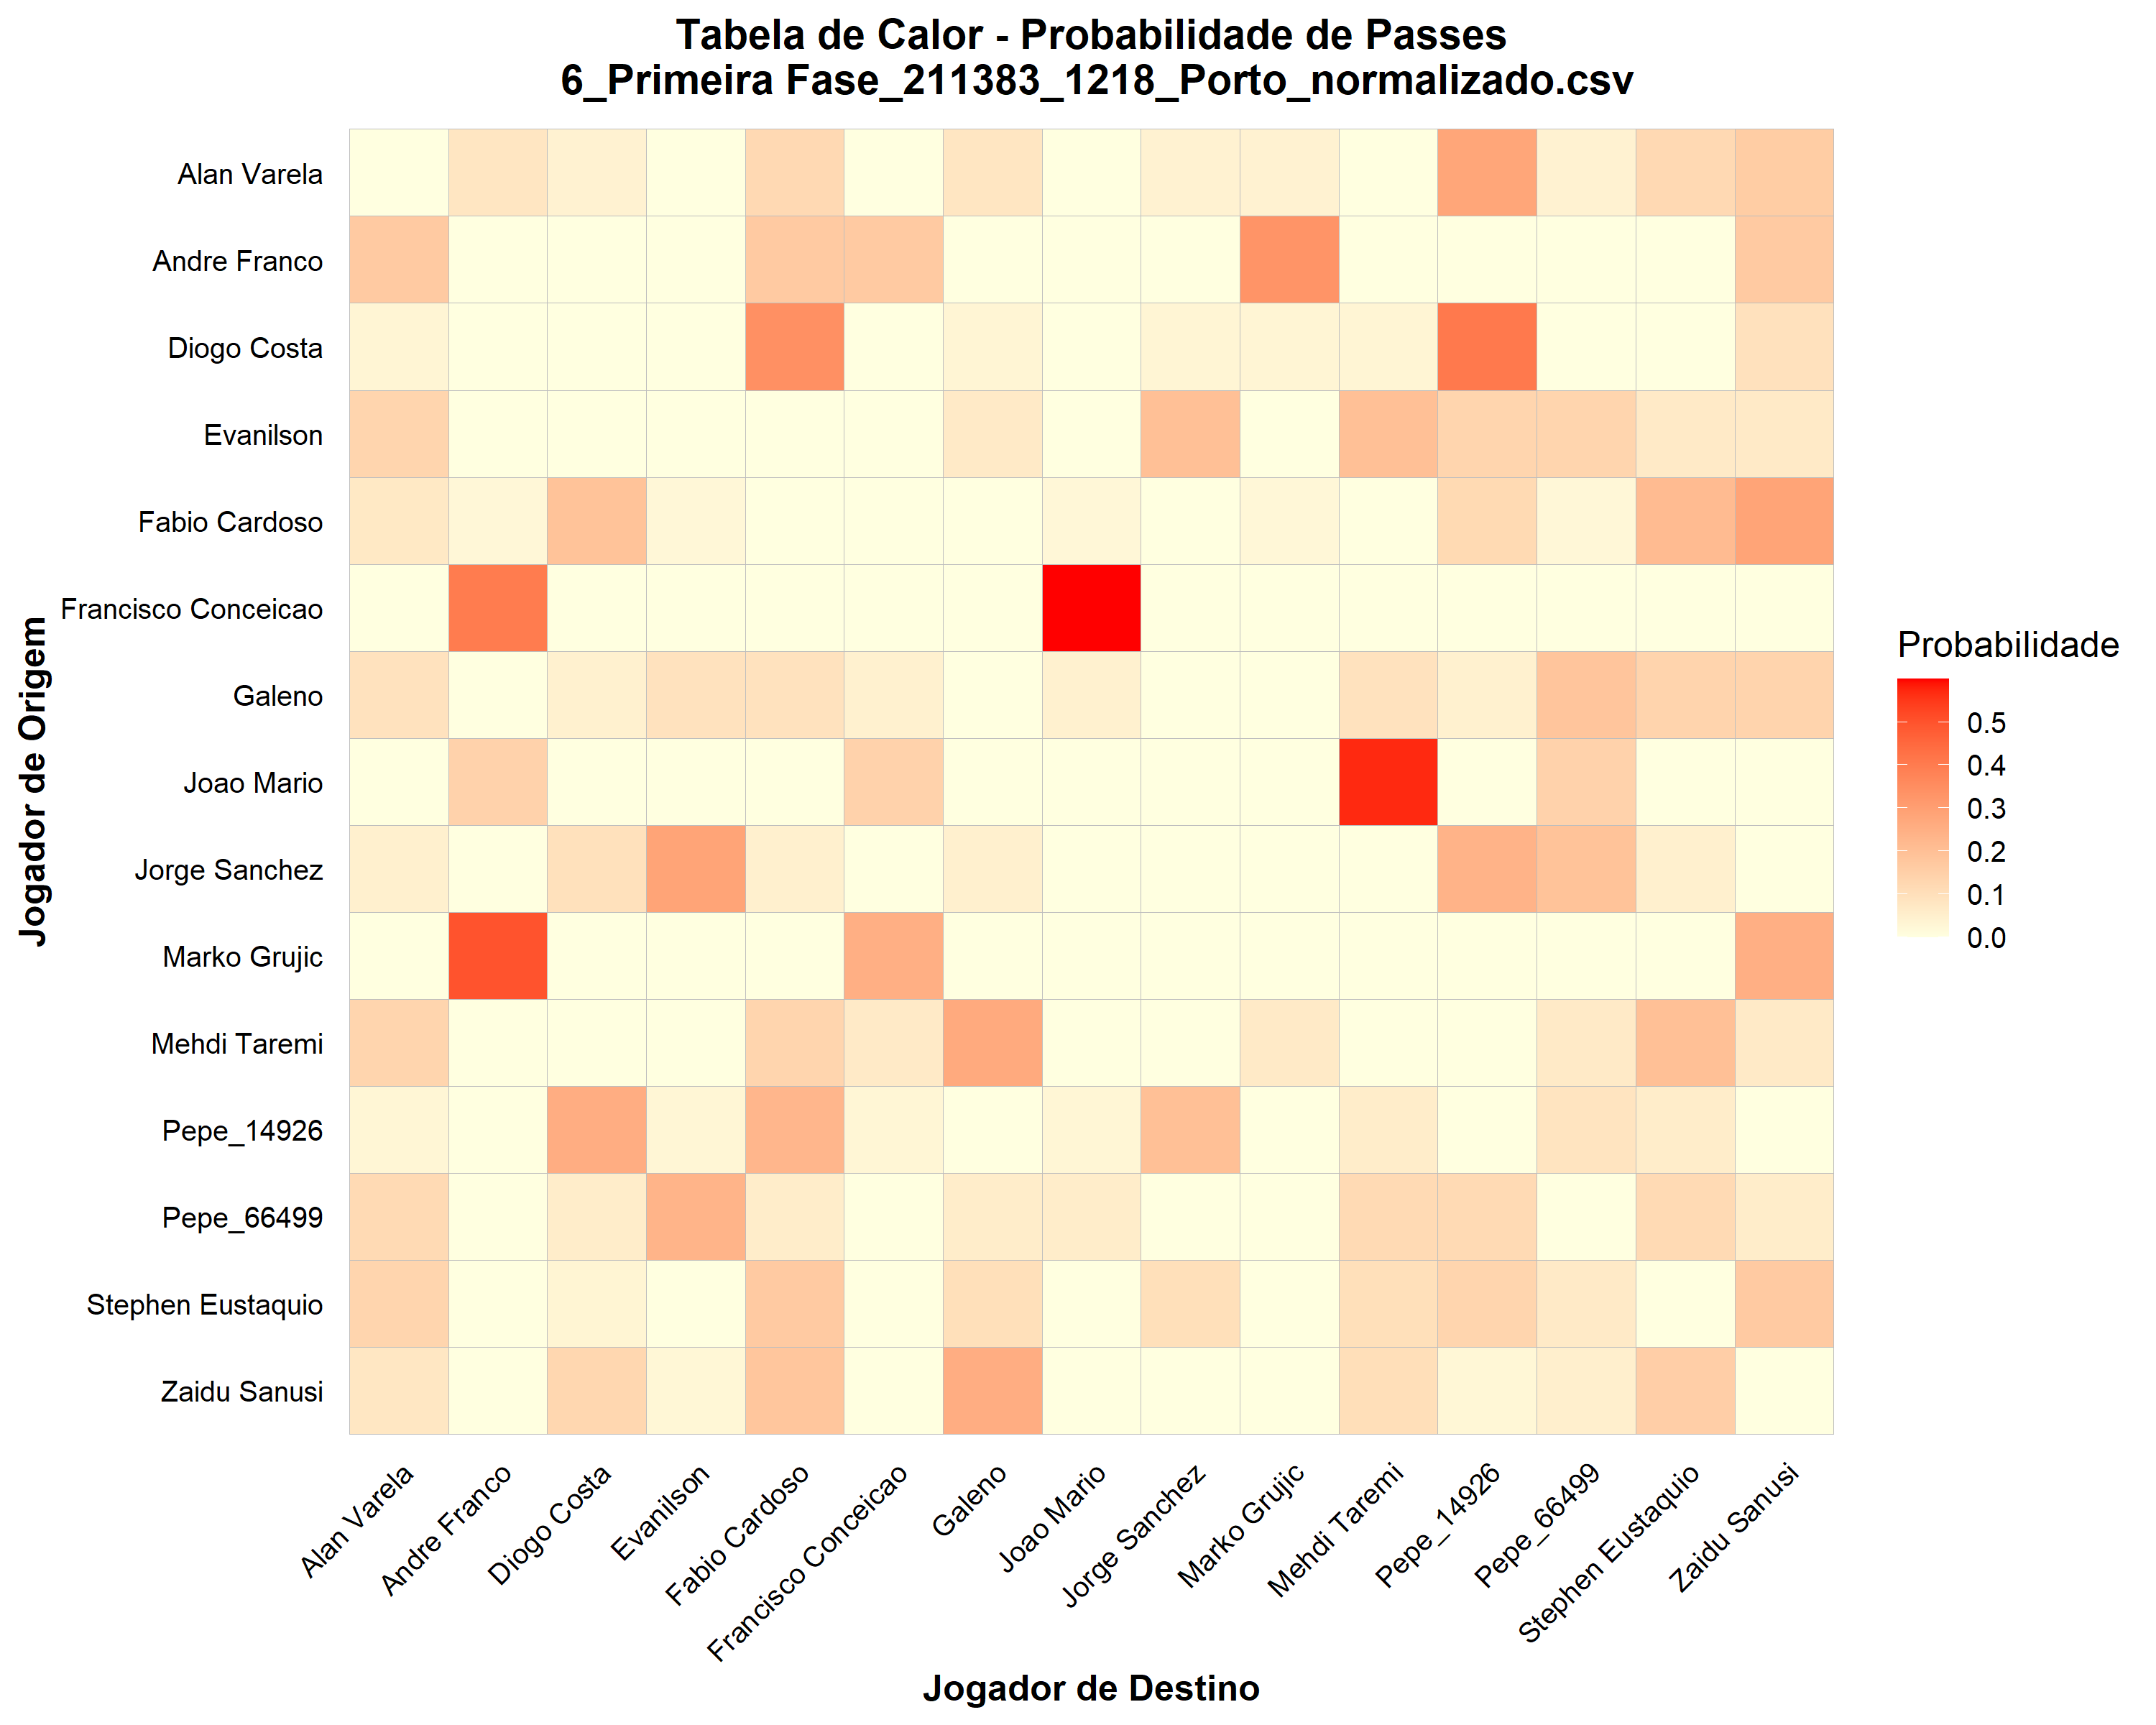 Tabela de Calor - Probabilidade de Passes
6_Primeira Fase_211383_1218_Porto_normalizado.csv
Jogador de Origem
Alan Varela
Andre Franco
Diogo Costa
Evanilson
Fabio Cardoso
Francisco Conceicao
Galeno
Joao Mario
Jorge Sanchez
Marko Grujic
Mehdi Taremi
Pepe_14926
Pepe_66499
Stephen Eustaquio
Zaidu Sanusi
Alan Varela
Andre Franco
Diogo Costa
Evanilson
Fabio Cardoso
Francisco Conceicao
Galeno
Joao Mario
Jorge Sanchez
Marko Grujic
Mehdi Taremi
Pepe_14926
Pepe_66499
Stephen Eustaquio
Zaidu Sanusi
Jogador de Destino
Probabilidade
0.5
0.4
0.3
0.2
0.1
0.0